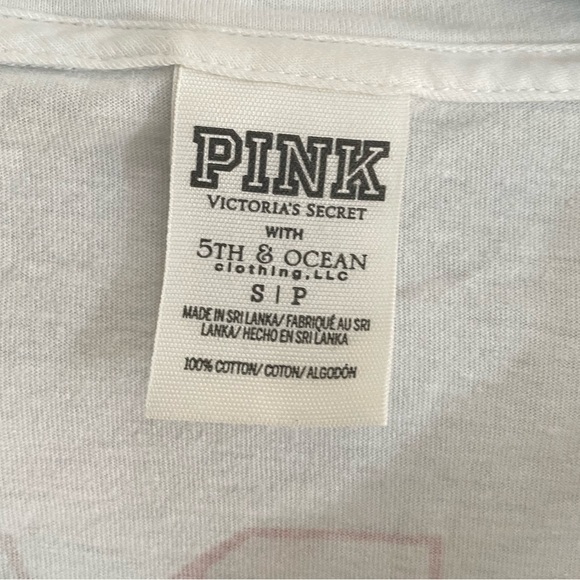 PINK
VICTORIA'S SECRET
WITH
5TH & OCEAN
clothing, LLC
S | P
MADE IN SRI LANKA/ FABRIQUÉ AU SRI
LANKA/ HECHO EN SRI LANKA
100% COTTON/ COTON/ ALGODÓN